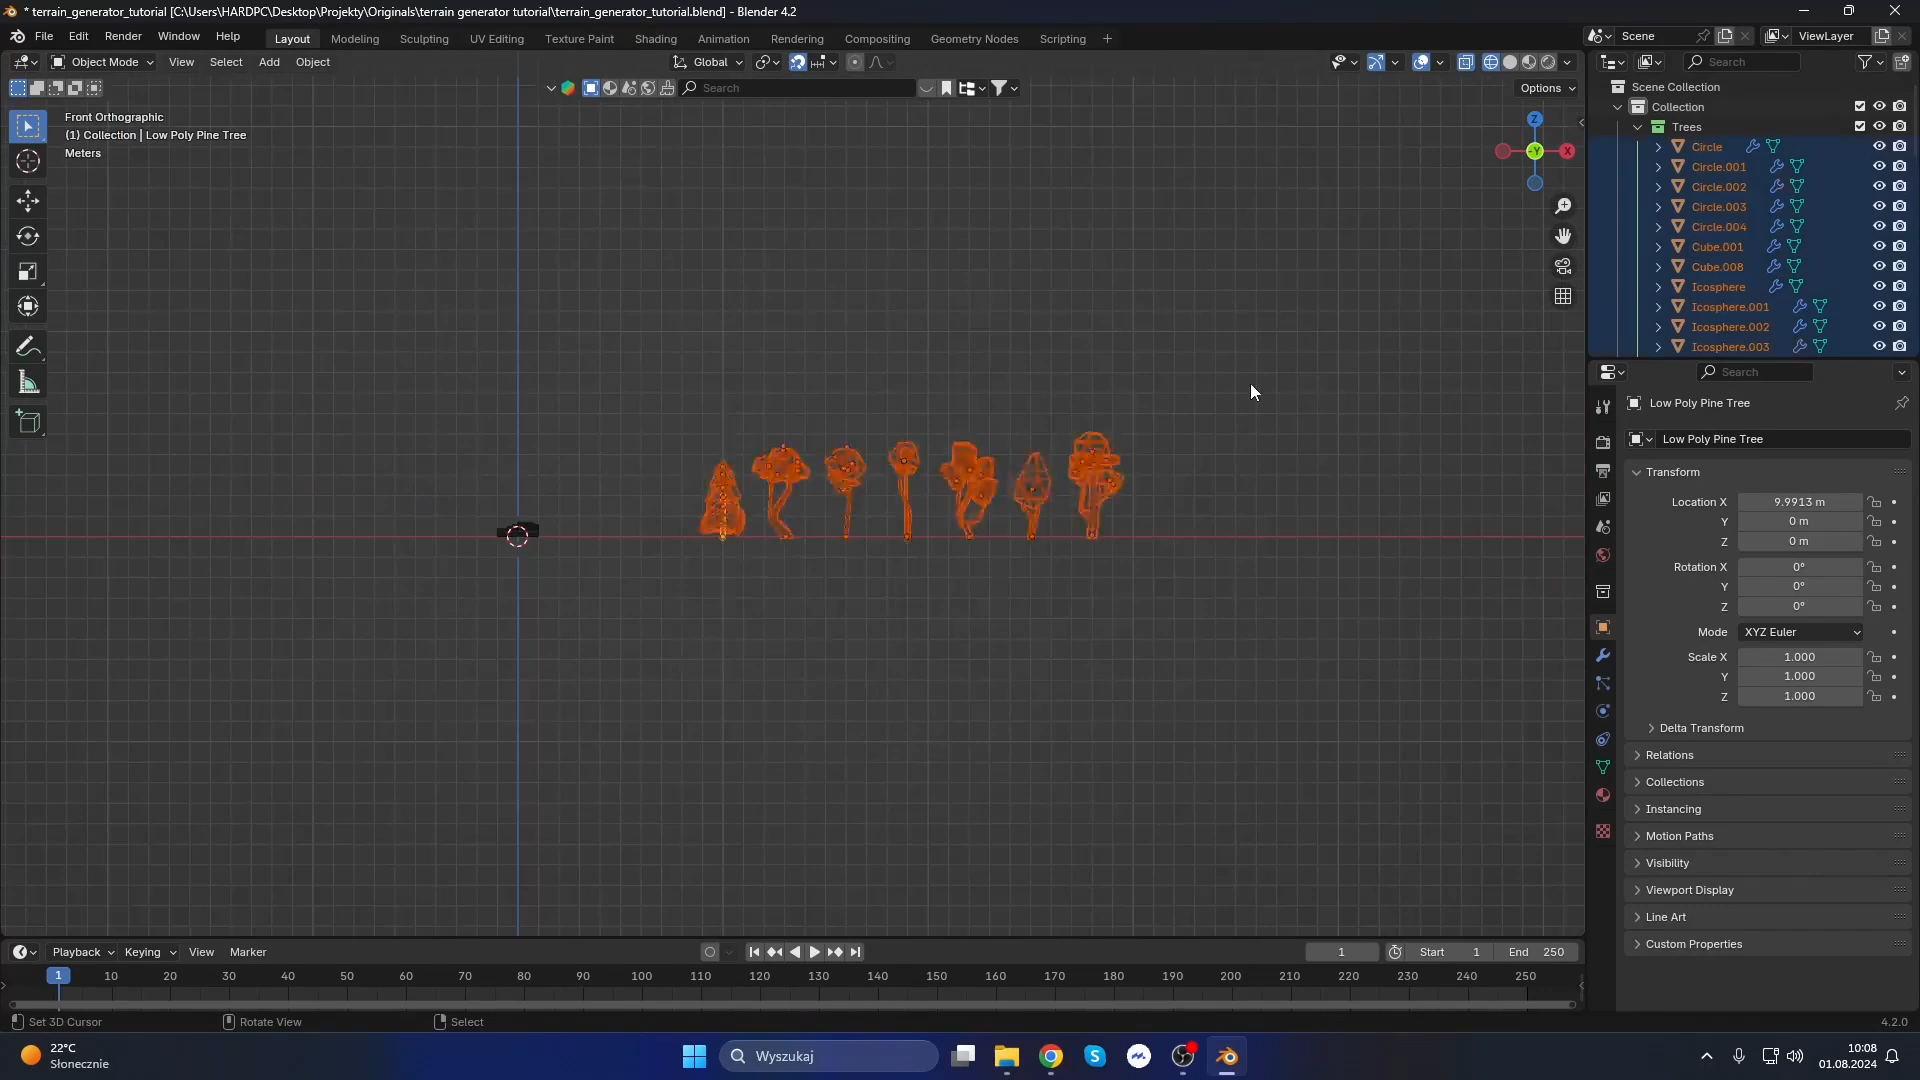 * terrain_generator_tutorial [C:\Users\HARDPC\Desktop\Projekty\Originals\terrain generator tutorial\terrain_generator_tutorial.blend] - Blender 4.2
File Edit Render Window Help
Layout Modeling Sculpting UV Editing Texture Paint Shading Animation Rendering Compositing Geometry Nodes Scripting +
Scene
ViewLayer
Object Mode View Select Add Object
Global
Search
Search
Options
Front Orthographic
(1) Collection | Low Poly Pine Tree
Meters
Z
-Y
X
Scene Collection
Collection
Trees
Circle
Circle.001
Circle.002
Circle.003
Circle.004
Cube.001
Cube.008
Icosphere
Icosphere.001
Icosphere.002
Icosphere.003
Search
Low Poly Pine Tree
Low Poly Pine Tree
Transform
Location X 9.9913 m
Y 0 m
Z 0 m
Rotation X 0°
Y 0°
Z 0°
Mode XYZ Euler
Scale X 1.000
Y 1.000
Z 1.000
Delta Transform
Relations
Collections
Instancing
Motion Paths
Visibility
Viewport Display
Line Art
Custom Properties
Playback Keying View Marker
1
Start 1
End 250
1 10 20 30 40 50 60 70 80 90 100 110 120 130 140 150 160 170 180 190 200 210 220 230 240 250
Set 3D Cursor
Rotate View
Select
4.2.0
22°C
Słonecznie
Wyszukaj
10:08
01.08.2024